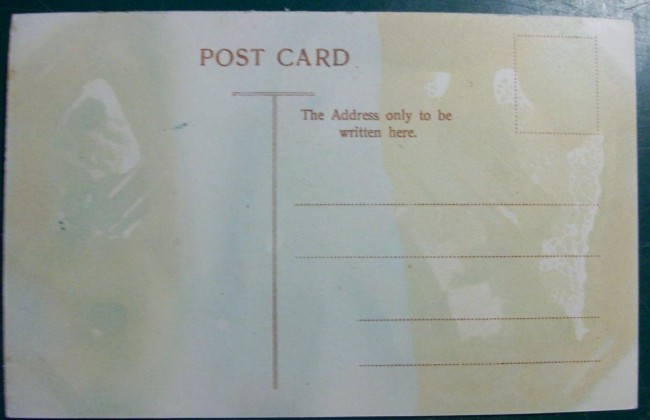 POST CARD
The Address only to be
written here.